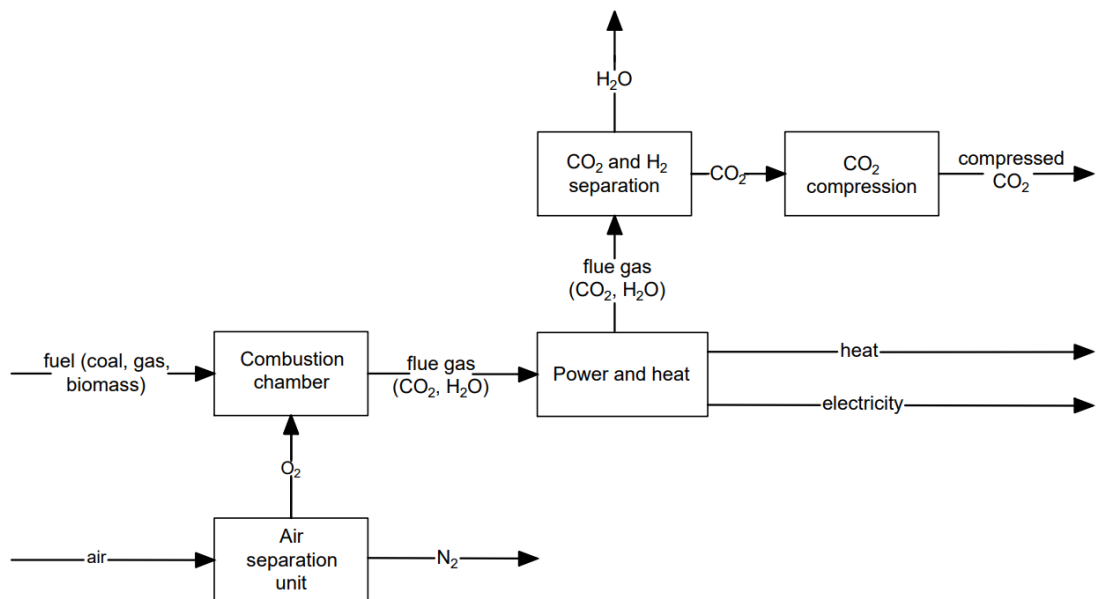 H₂O
CO₂ and H₂
separation
CO₂
CO₂
compression
compressed
CO₂
flue gas
(CO₂, H₂O)
fuel (coal, gas,
biomass)
Combustion
chamber
flue gas
(CO₂, H₂O)
Power and heat
heat
electricity
O₂
air
Air
separation
unit
N₂